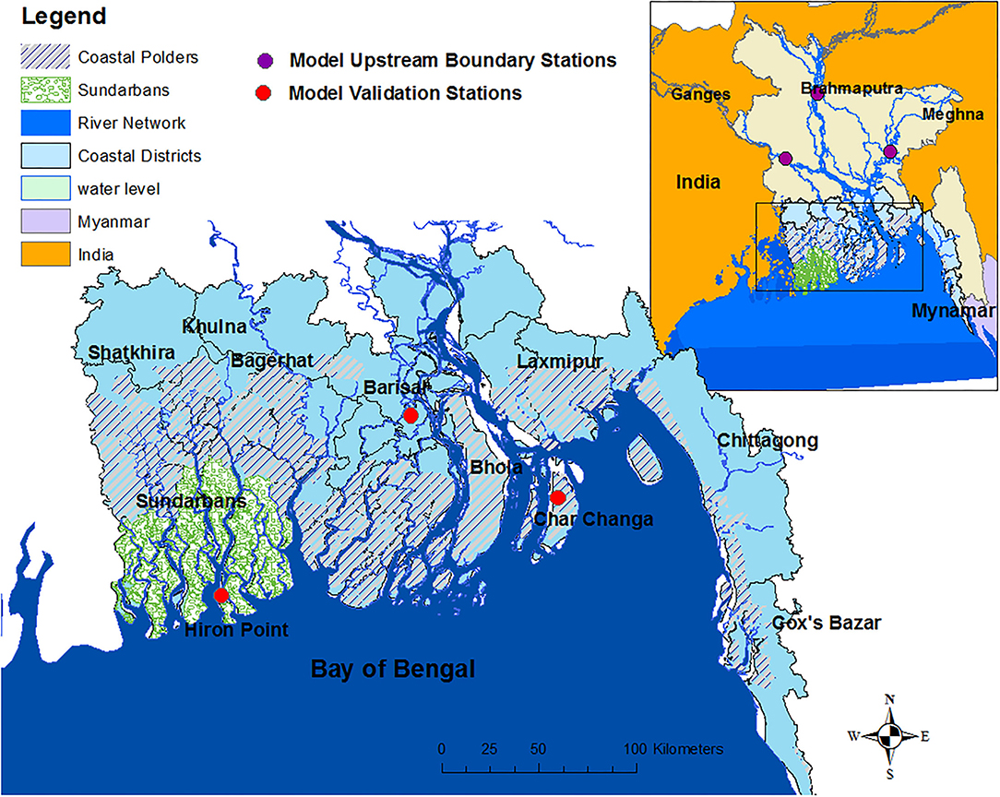 Legend
Coastal Polders
Sundarbans
River Network
Coastal Districts
water level
Myanmar
India
Model Upstream Boundary Stations
Model Validation Stations
Ganges
Brahmaputra
Meghna
India
Mynamar
Khulna
Shatkhira
Bagerhat
Barisal
Laxmipur
Chittagong
Bhola
Sundarbans
Char Changa
Hiron Point
Cox's Bazar
Bay of Bengal
N
W
E
S
0 25 50 100 Kilometers